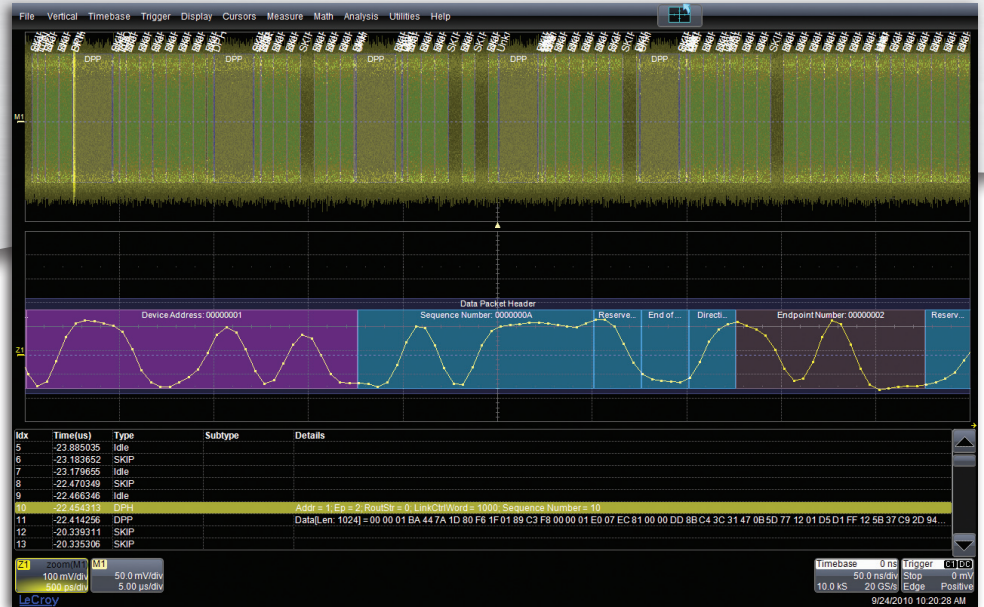 File Vertical Timebase Trigger Display Cursors Measure Math Analysis Utilities Help
DPP DPP DPP DPP DPP
M1
Data Packet Header
Device Address: 00000001 Sequence Number: 0000000A Reserve... End of ... Directi... Endpoint Number: 00000002 Reserv...
Z1
Idx Time(us) Type Subtype Details
5 -23.885035 Idle
6 -23.183652 SKIP
7 -23.179655 Idle
8 -22.470349 SKIP
9 -22.466346 Idle
10 -22.454313 DPH Addr = 1; Ep = 2; RoutStr = 0; LinkCtrlWord = 1000; Sequence Number = 10
11 -22.414256 DPP Data[Len: 1024] = 00 00 01 BA 44 7A 1D 80 F6 1F 01 89 C3 F8 00 00 01 E0 07 EC 81 00 00 DD 8B C4 3C 31 47 0B 5D 77 12 01 D5 D1 FF 12 5B 37 C9 2D 94...
12 -20.339311 SKIP
13 -20.335306 SKIP
Z1 zoom(M1) M1 Timebase 0 ns Trigger C1 DC
100 mV/div 50.0 mV/div 50.0 ns/div Stop 0 mV
500 ps/div 5.00 µs/div 10.0 kS 20 GS/s Edge Positive
LeCroy 9/24/2010 10:20:28 AM